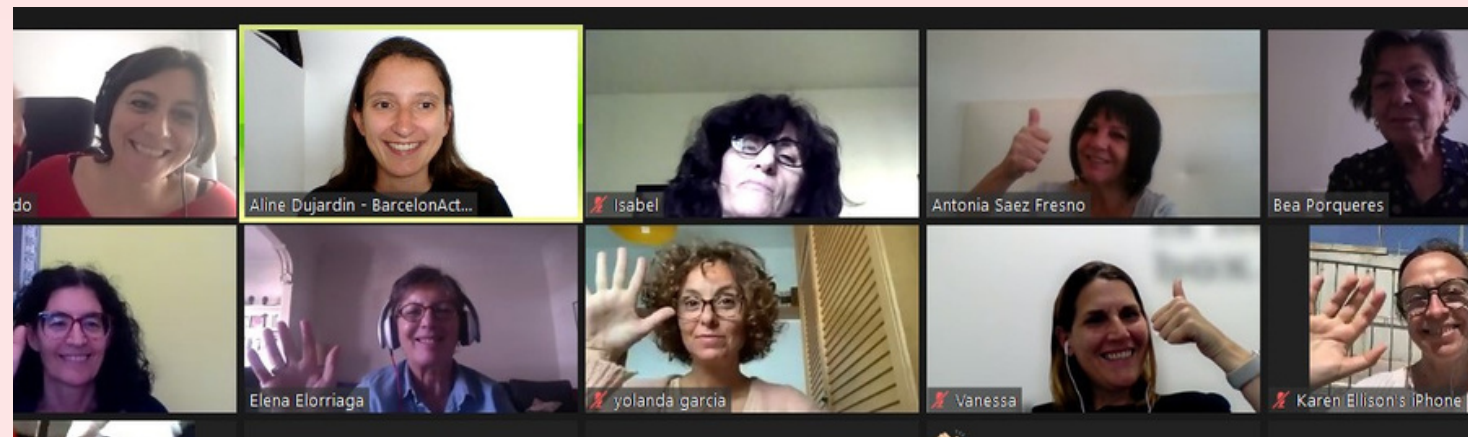 do
Aline Dujardin - BarcelonAct...
Isabel
Antonia Saez Fresno
Bea Porqueres
Elena Elorriaga
yolanda garcia
Vanessa
Karen Ellison's iPhone